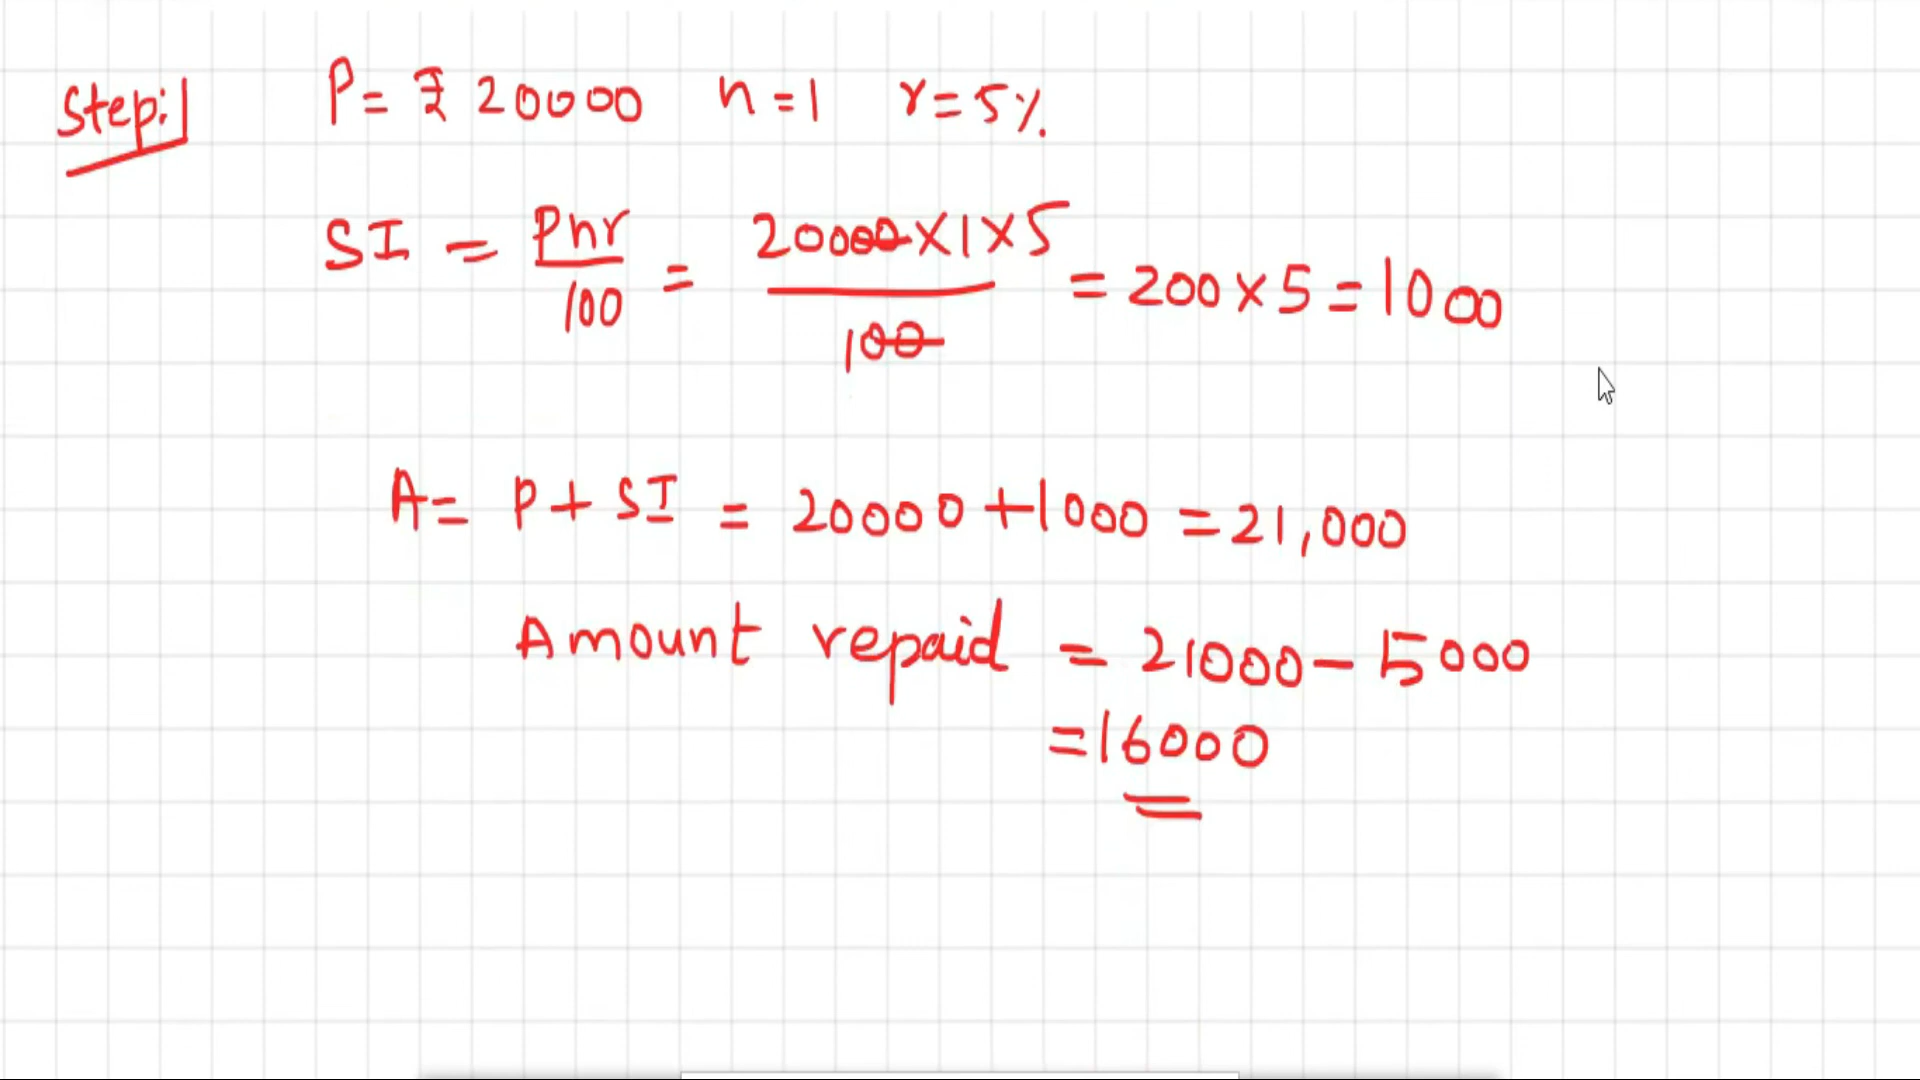 Step:1 P= ₹ 20000 n=1 r=5%.
SI = Pnr/100 = 20000×1×5/100 = 200×5=1000
A= P+SI = 20000+1000 =21,000
Amount repaid = 21000-5000
=16000